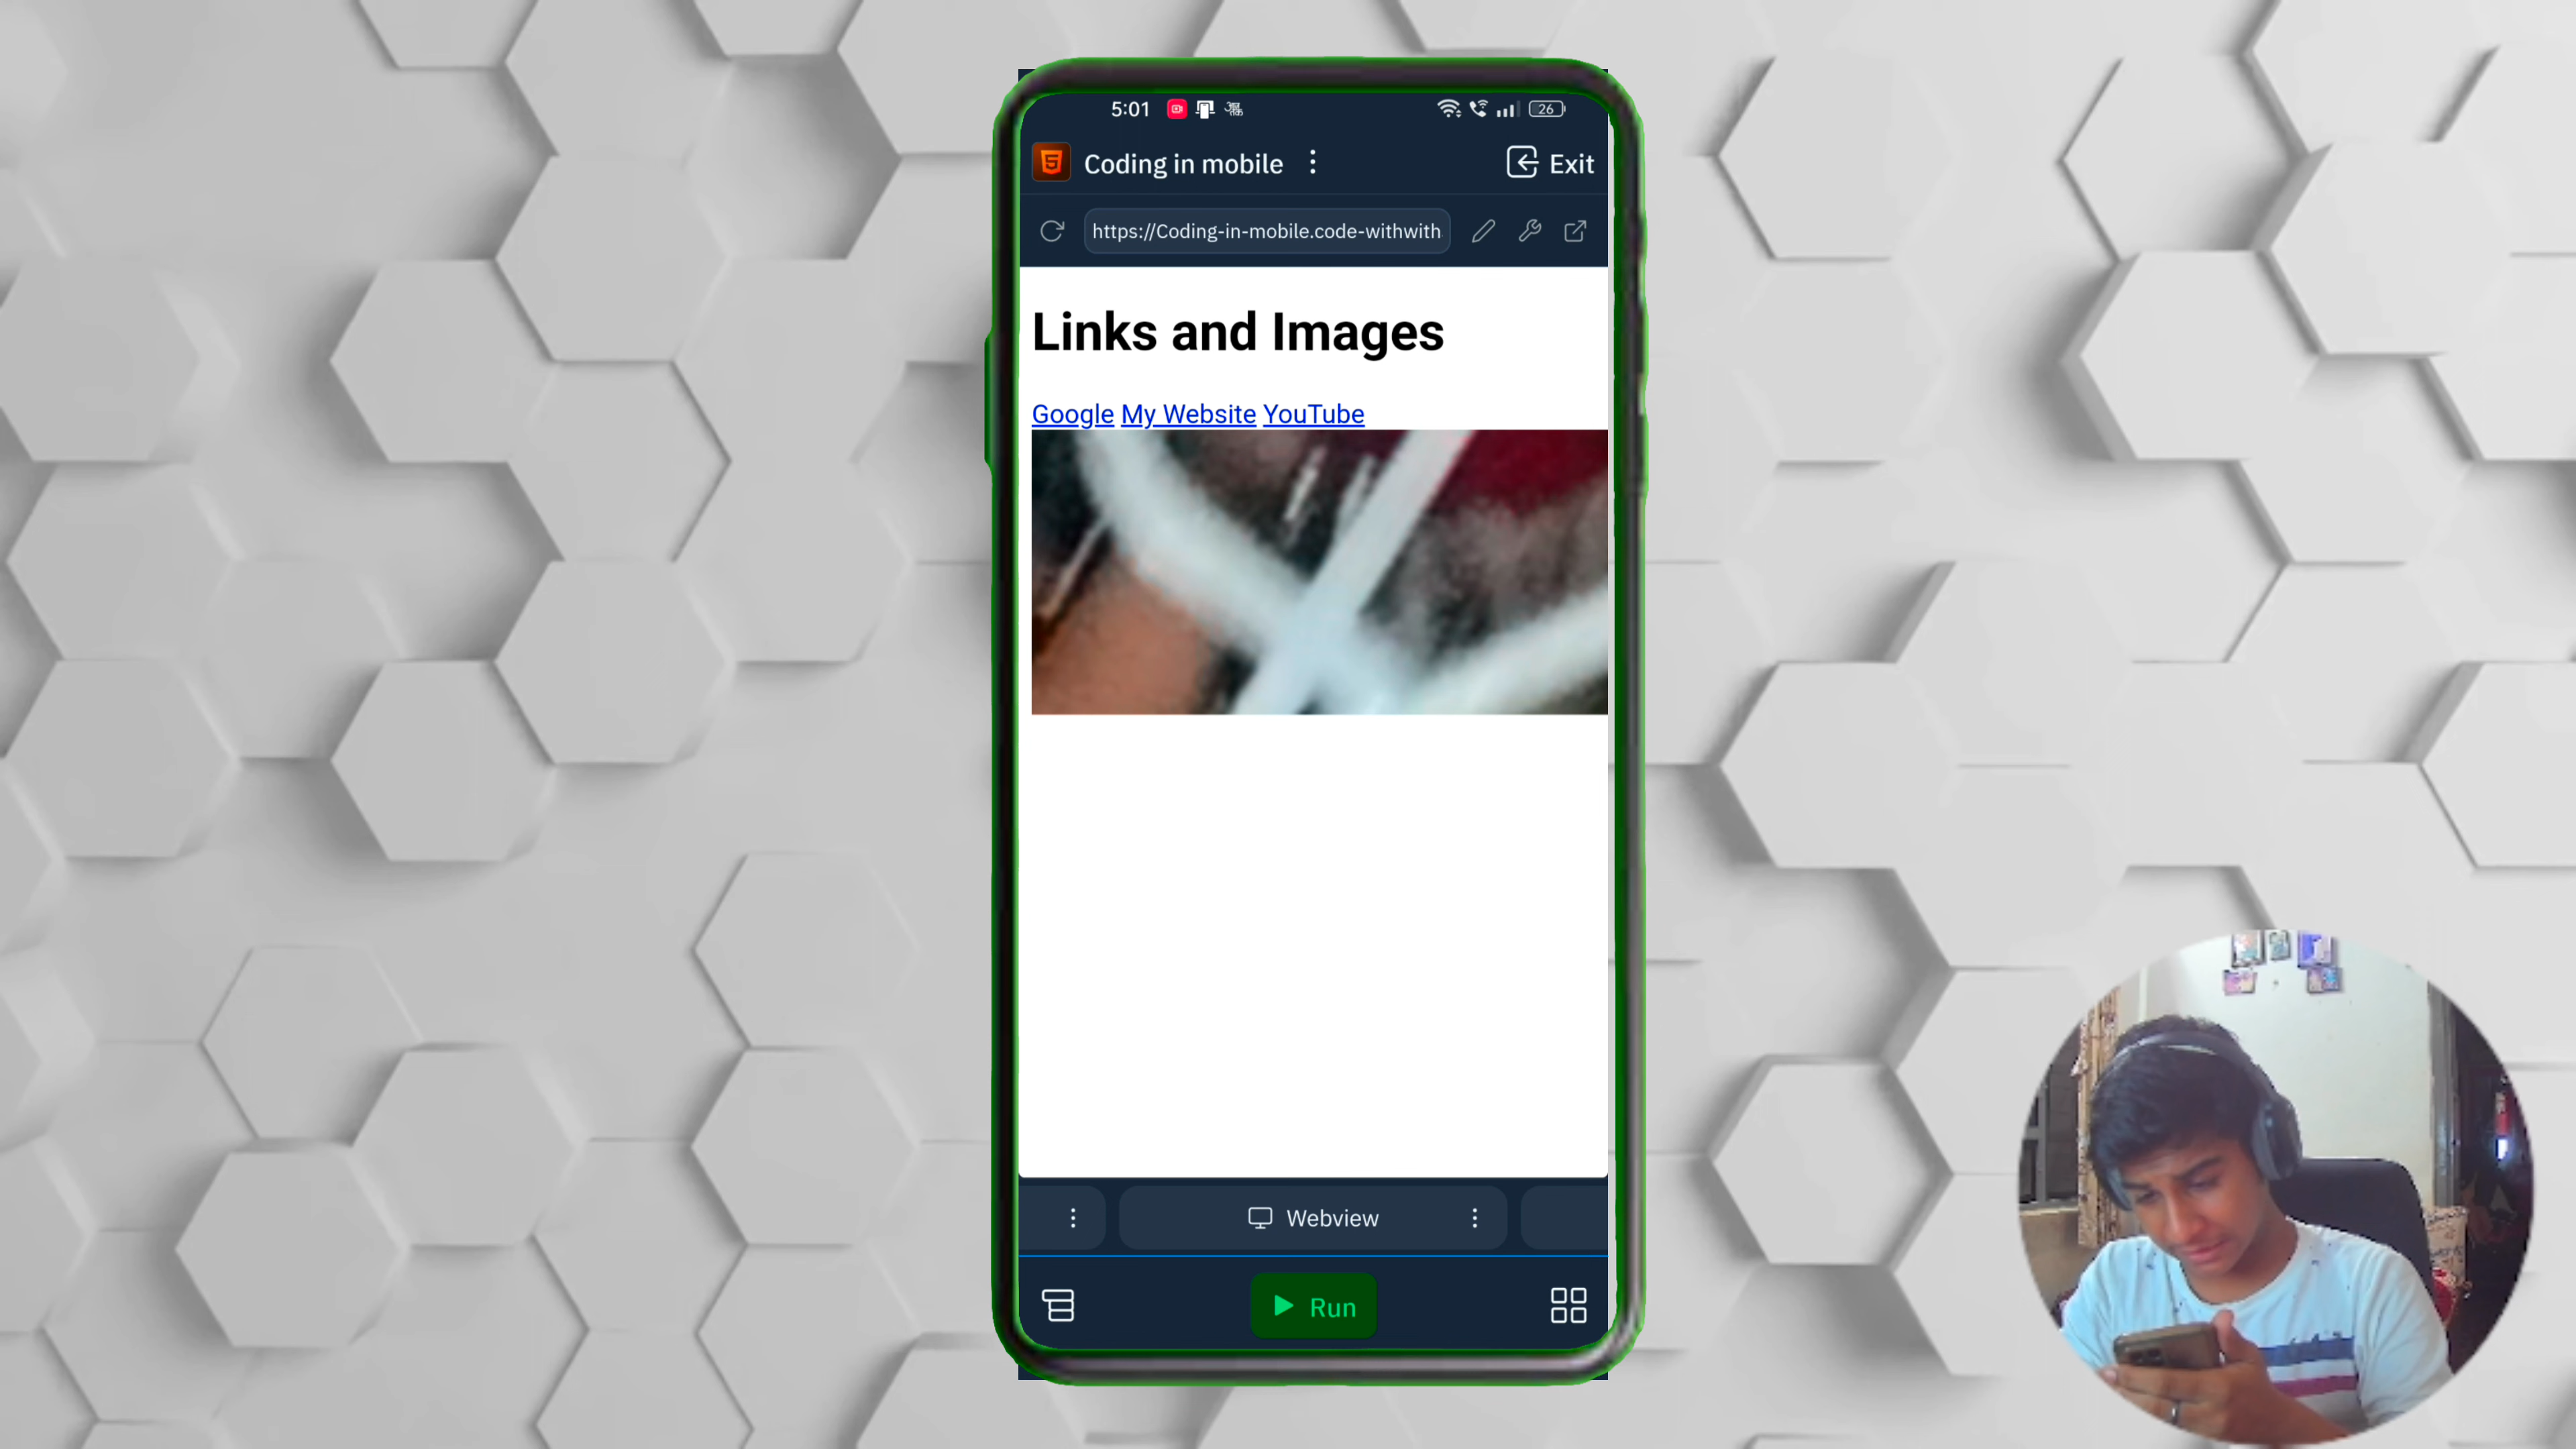 5:01 26
Coding in mobile Exit
https://Coding-in-mobile.code-withwith
Links and Images
Google My Website YouTube
Webview
Run